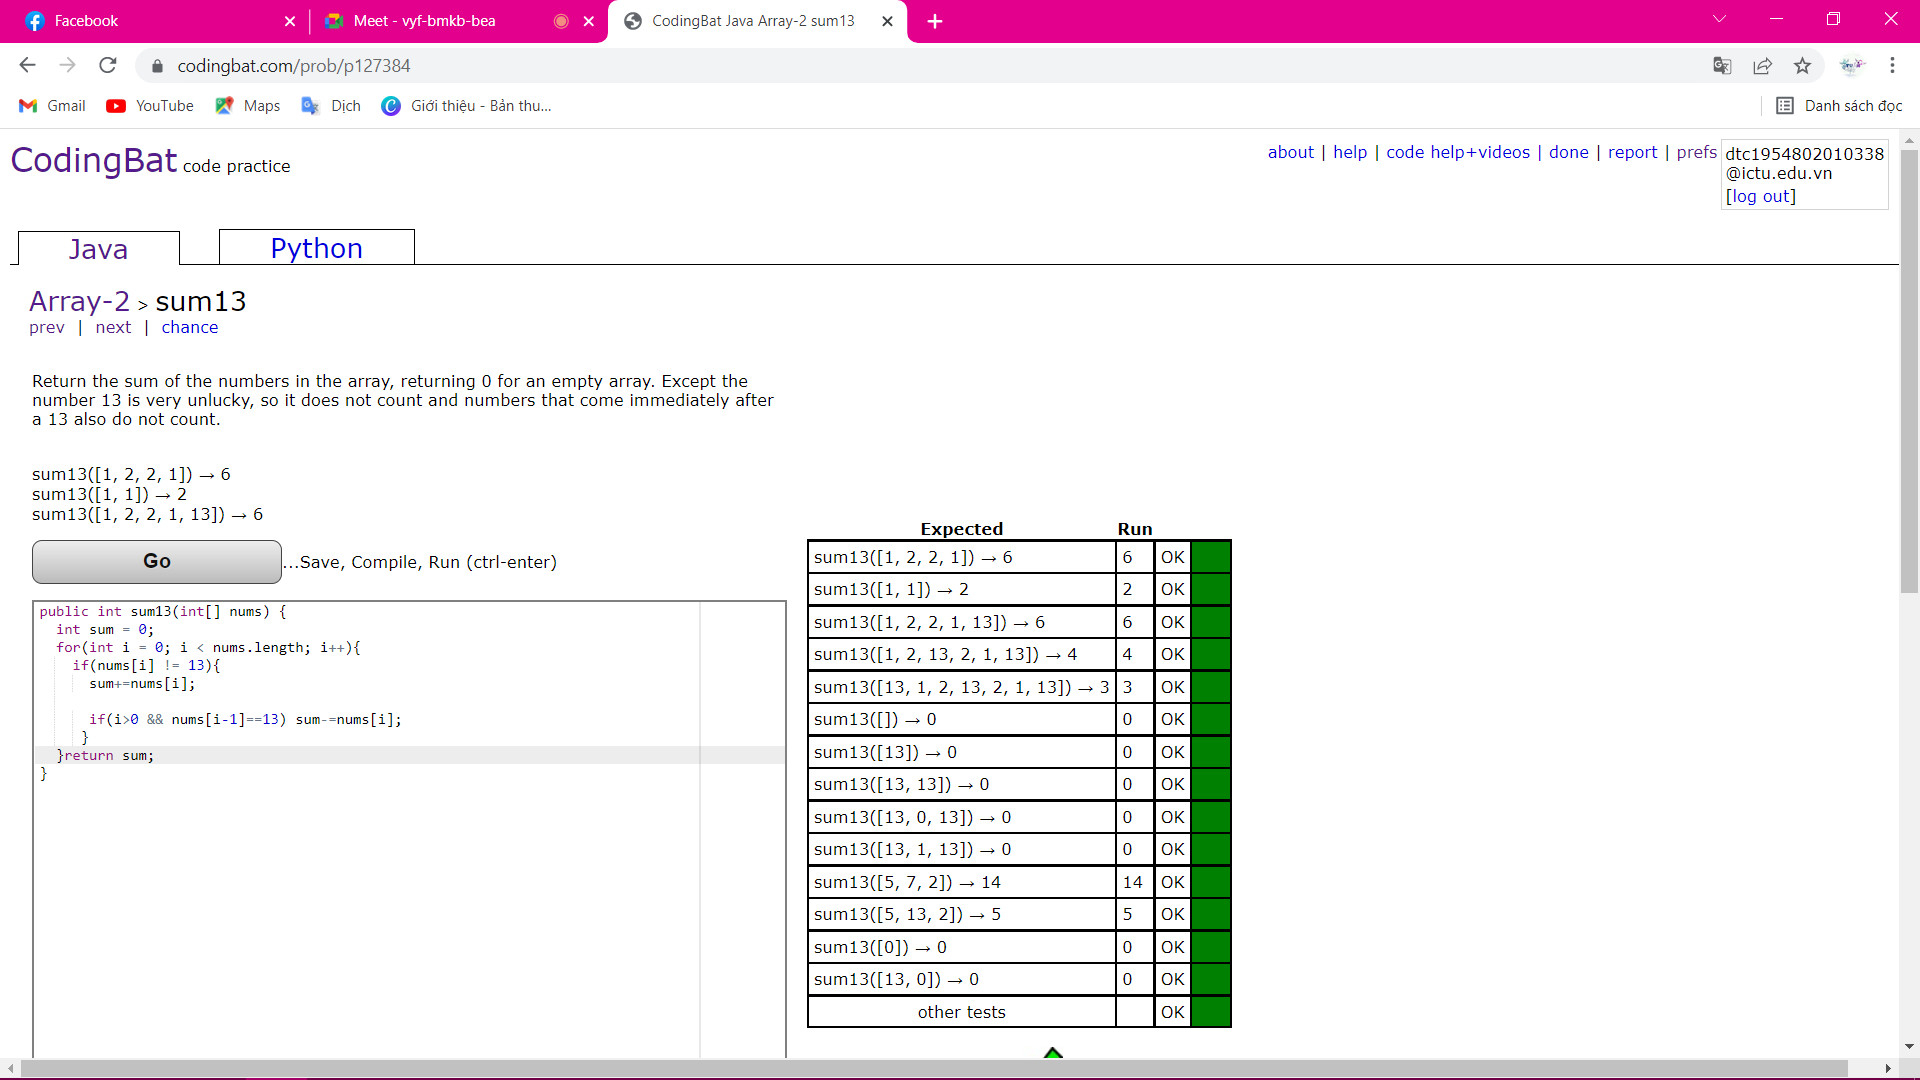 Facebook
Meet - vyf-bmkb-bea
CodingBat Java Array-2 sum13
codingbat.com/prob/p127384
Gmail
YouTube
Maps
Dịch
Giới thiệu - Bản thu...
Danh sách đọc
CodingBat code practice
about | help | code help+videos | done | report | prefs
dtc1954802010338
@ictu.edu.vn
[log out]
Java
Python
Array-2 > sum13
prev | next | chance
Return the sum of the numbers in the array, returning 0 for an empty array. Except the
number 13 is very unlucky, so it does not count and numbers that come immediately after
a 13 also do not count.
sum13([1, 2, 2, 1]) → 6
sum13([1, 1]) → 2
sum13([1, 2, 2, 1, 13]) → 6
Go
...Save, Compile, Run (ctrl-enter)
public int sum13(int[] nums) {
int sum = 0;
for(int i = 0; i < nums.length; i++){
if(nums[i] != 13){
sum+=nums[i];
if(i>0 && nums[i-1]==13) sum-=nums[i];
}
}return sum;
}
Expected Run
sum13([1, 2, 2, 1]) → 6 6 OK
sum13([1, 1]) → 2 2 OK
sum13([1, 2, 2, 1, 13]) → 6 6 OK
sum13([1, 2, 13, 2, 1, 13]) → 4 4 OK
sum13([13, 1, 2, 13, 2, 1, 13]) → 3 3 OK
sum13([]) → 0 0 OK
sum13([13]) → 0 0 OK
sum13([13, 13]) → 0 0 OK
sum13([13, 0, 13]) → 0 0 OK
sum13([13, 1, 13]) → 0 0 OK
sum13([5, 7, 2]) → 14 14 OK
sum13([5, 13, 2]) → 5 5 OK
sum13([0]) → 0 0 OK
sum13([13, 0]) → 0 0 OK
other tests OK